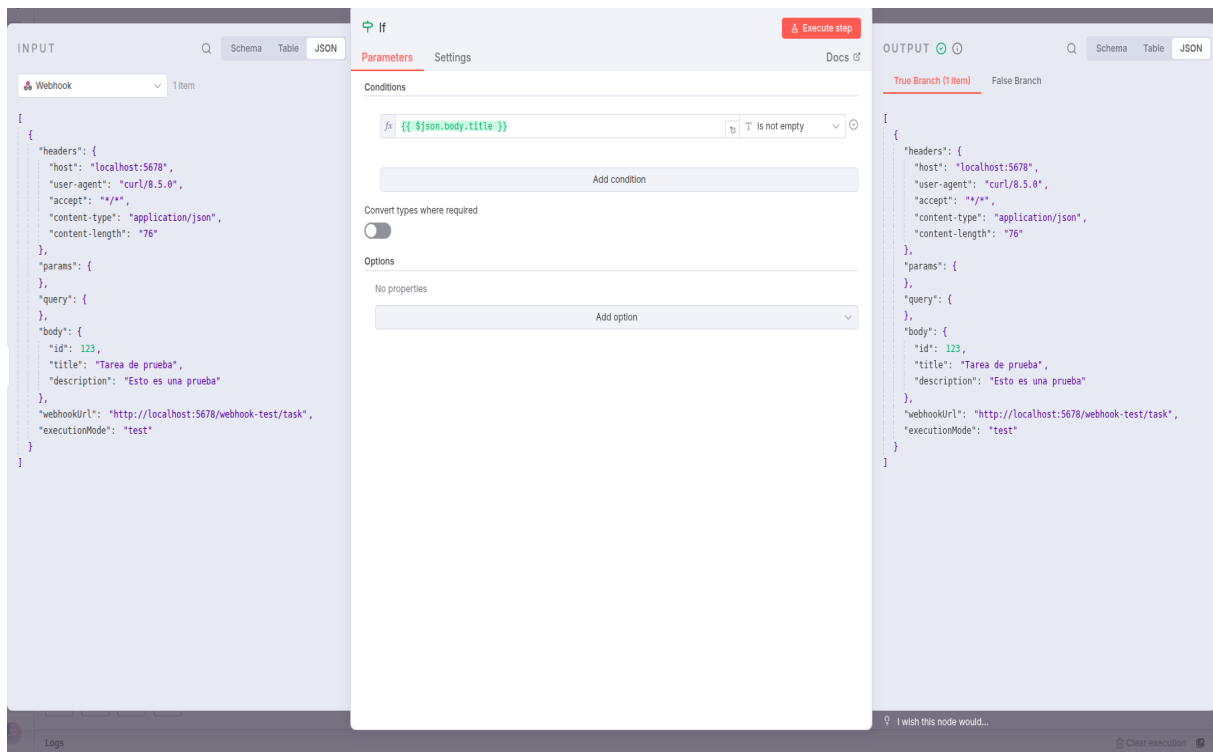 INPUT
Schema Table JSON
Webhook
1 item
[
{
"headers": {
"host": "localhost:5678",
"user-agent": "curl/8.5.0",
"accept": "*/*",
"content-type": "application/json",
"content-length": "76"
},
"params": {
},
"query": {
},
"body": {
"id": 123,
"title": "Tarea de prueba",
"description": "Esto es una prueba"
},
"webhookUrl": "http://localhost:5678/webhook-test/task",
"executionMode": "test"
}
]
If
Execute step
Parameters Settings Docs
Conditions
fx {{ $json.body.title }}
T is not empty
Add condition
Convert types where required
Options
No properties
Add option
OUTPUT
Schema Table JSON
True Branch (1 item) False Branch
[
{
"headers": {
"host": "localhost:5678",
"user-agent": "curl/8.5.0",
"accept": "*/*",
"content-type": "application/json",
"content-length": "76"
},
"params": {
},
"query": {
},
"body": {
"id": 123,
"title": "Tarea de prueba",
"description": "Esto es una prueba"
},
"webhookUrl": "http://localhost:5678/webhook-test/task",
"executionMode": "test"
}
]
I wish this node would...
Logs
Clear execution